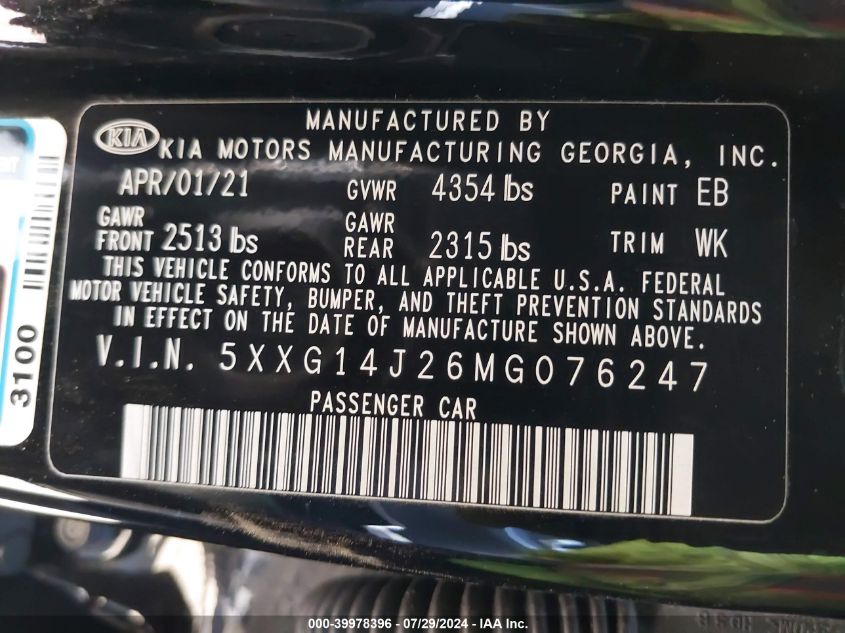 MANUFACTURED BY
KIA KIA MOTORS MANUFACTURING GEORGIA, INC.
APR/01/21 GVWR 4354 lbs PAINT EB
GAWR FRONT 2513 lbs GAWR REAR 2315 lbs TRIM WK
THIS VEHICLE CONFORMS TO ALL APPLICABLE U.S.A. FEDERAL
MOTOR VEHICLE SAFETY, BUMPER, AND THEFT PREVENTION STANDARDS
IN EFFECT ON THE DATE OF MANUFACTURE SHOWN ABOVE.
V.I.N. 5XXG14J26MG076247
PASSENGER CAR
3100
000-39978396 - 07/29/2024 - IAA Inc.